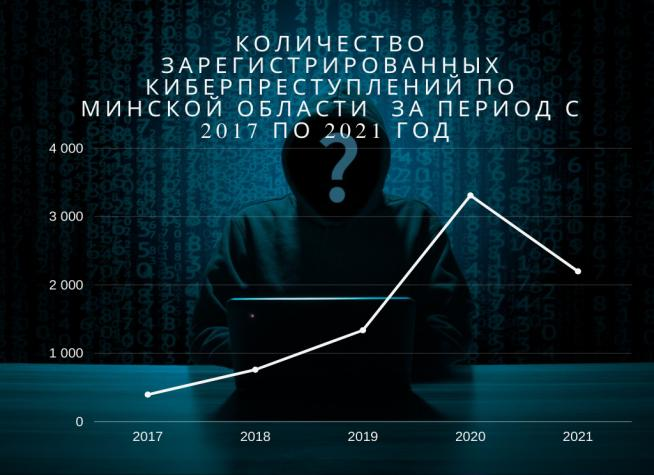 КОЛИЧЕСТВО
ЗАРЕГИСТРИРОВАННЫХ
КИБЕРПРЕСТУПЛЕНИЙ ПО
МИНСКОЙ ОБЛАСТИ ЗА ПЕРИОД С
2017 ПО 2021 ГОД
?
4 000
3 000
2 000
1 000
0
2017 2018 2019 2020 2021